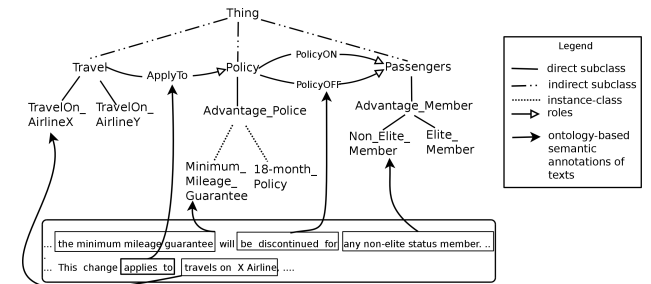 Thing
Legend
PolicyON
Travel
ApplyTo
Policy
Passengers
PolicyOFF
direct subclass
indirect subclass
instance-class
roles
TravelOn_
AirlineX
TravelOn_
AirlineY
Advantage_Police
Advantage_Member
Non_Elite_
Member
Elite_
Member
ontology-based
semantic
annotations of
texts
Minimum_
Mileage_
Guarantee
18-month_
Policy
... the minimum mileage guarantee will be discontinued for any non-elite status member. ..
.
... This change applies to travels on X Airline, ....